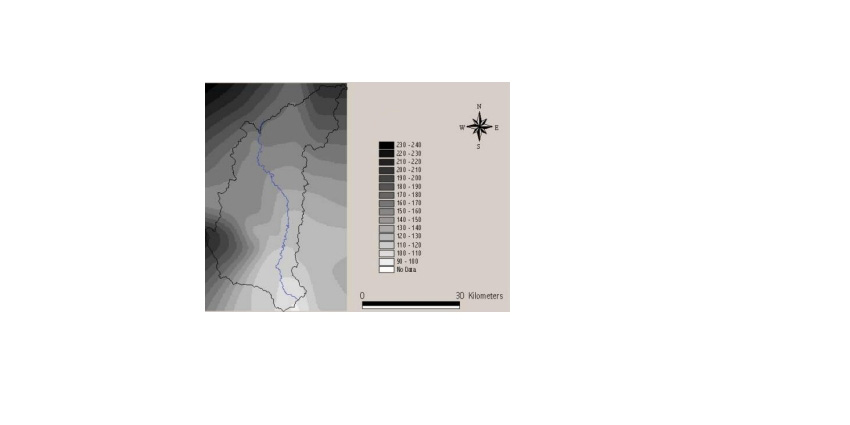 N
W E
S
230 - 240
220 - 230
210 - 220
200 - 210
190 - 200
180 - 190
170 - 180
160 - 170
150 - 160
140 - 150
130 - 140
120 - 130
110 - 120
100 - 110
90 - 100
No Data
0 30 Kilometers